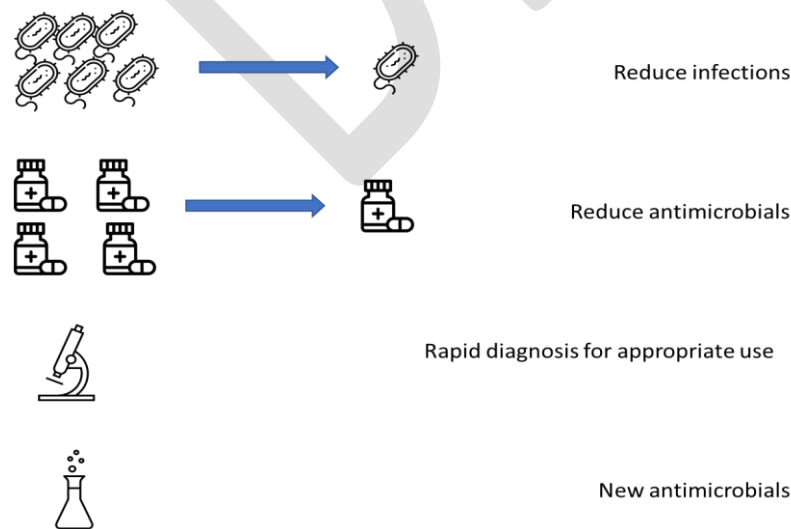 Reduce infections
Reduce antimicrobials
Rapid diagnosis for appropriate use
New antimicrobials